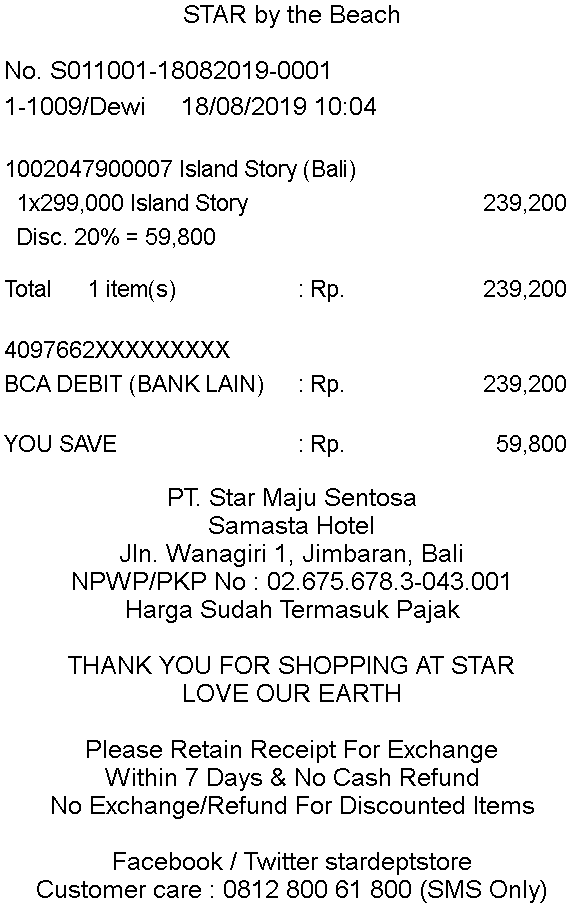 STAR by the Beach
No. S011001-18082019-0001
1-1009/Dewi 18/08/2019 10:04
1002047900007 Island Story (Bali)
1x299,000 Island Story 239,200
Disc. 20% = 59,800
Total 1 item(s) : Rp. 239,200
4097662XXXXXXXXX
BCA DEBIT (BANK LAIN) : Rp. 239,200
YOU SAVE : Rp. 59,800
PT. Star Maju Sentosa
Samasta Hotel
Jln. Wanagiri 1, Jimbaran, Bali
NPWP/PKP No : 02.675.678.3-043.001
Harga Sudah Termasuk Pajak
THANK YOU FOR SHOPPING AT STAR
LOVE OUR EARTH
Please Retain Receipt For Exchange
Within 7 Days & No Cash Refund
No Exchange/Refund For Discounted Items
Facebook / Twitter stardeptstore
Customer care : 0812 800 61 800 (SMS Only)